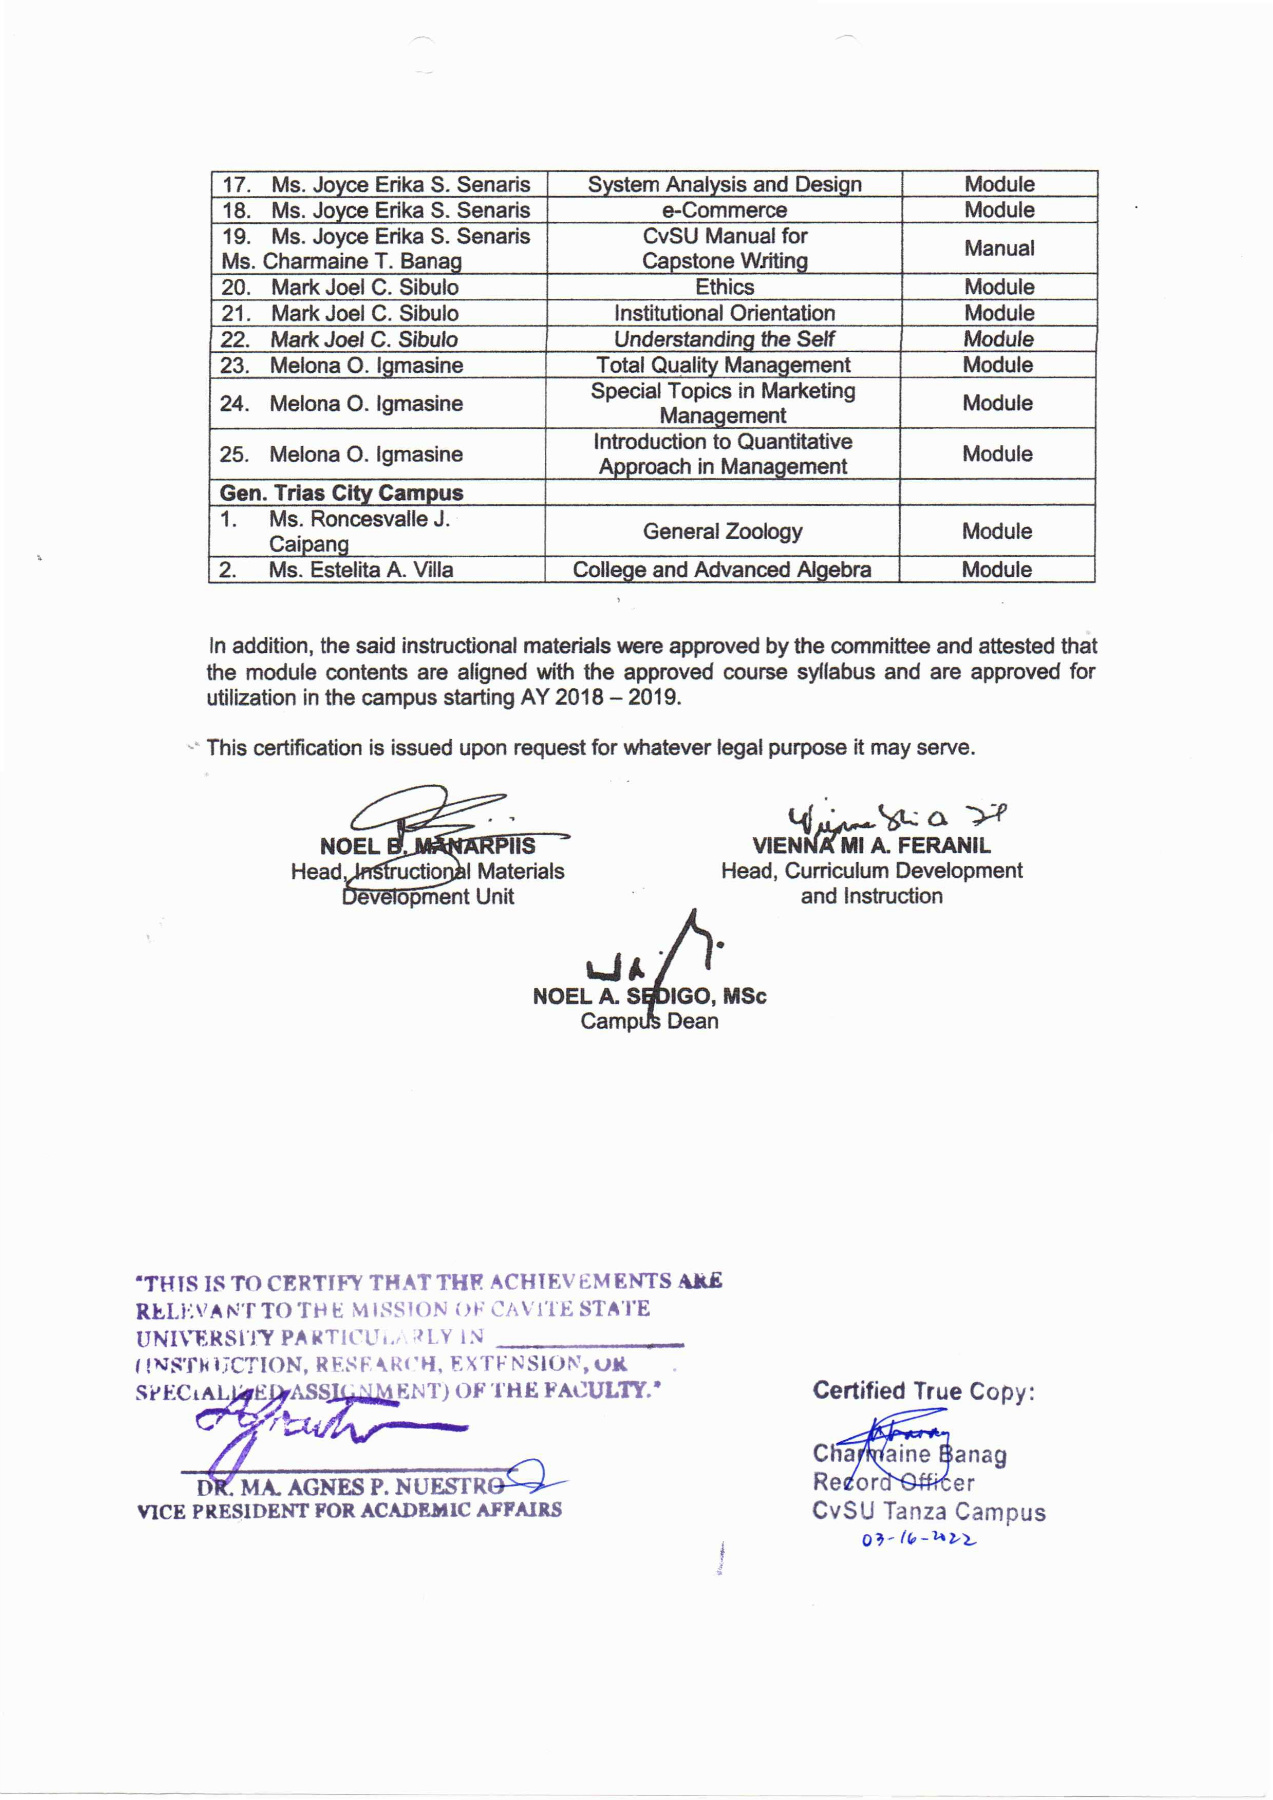 17. Ms. Joyce Erika S. Senaris System Analysis and Design Module
18. Ms. Joyce Erika S. Senaris e-Commerce Module
19. Ms. Joyce Erika S. Senaris CvSU Manual for
Ms. Charmaine T. Banag Capstone Writing Manual
20. Mark Joel C. Sibulo Ethics Module
21. Mark Joel C. Sibulo Institutional Orientation Module
22. Mark Joel C. Sibulo Understanding the Self Module
23. Melona O. Igmasine Total Quality Management Module
24. Melona O. Igmasine Special Topics in Marketing
Management Module
25. Melona O. Igmasine Introduction to Quantitative
Approach in Management Module
Gen. Trias City Campus
1. Ms. Roncesvalle J.
Caipang General Zoology Module
2. Ms. Estelita A. Villa College and Advanced Algebra Module
In addition, the said instructional materials were approved by the committee and attested that
the module contents are aligned with the approved course syllabus and are approved for
utilization in the campus starting AY 2018 – 2019.
This certification is issued upon request for whatever legal purpose it may serve.
NOEL B. MANARPIIS
Head, Instructional Materials
Development Unit
VIENNA MI A. FERANIL
Head, Curriculum Development
and Instruction
NOEL A. SEDIGO, MSc
Campus Dean
"THIS IS TO CERTIFY THAT THE ACHIEVEMENTS ARE
RELEVANT TO THE MISSION OF CAVITE STATE
UNIVERSITY PARTICULARLY IN
(INSTRUCTION, RESEARCH, EXTENSION, OR
SPECIALIZED ASSIGNMENT) OF THE FACULTY."
DR. MA. AGNES P. NUESTRO
VICE PRESIDENT FOR ACADEMIC AFFAIRS
Certified True Copy:
Charmaine Banag
Record Officer
CvSU Tanza Campus
03-16-2022